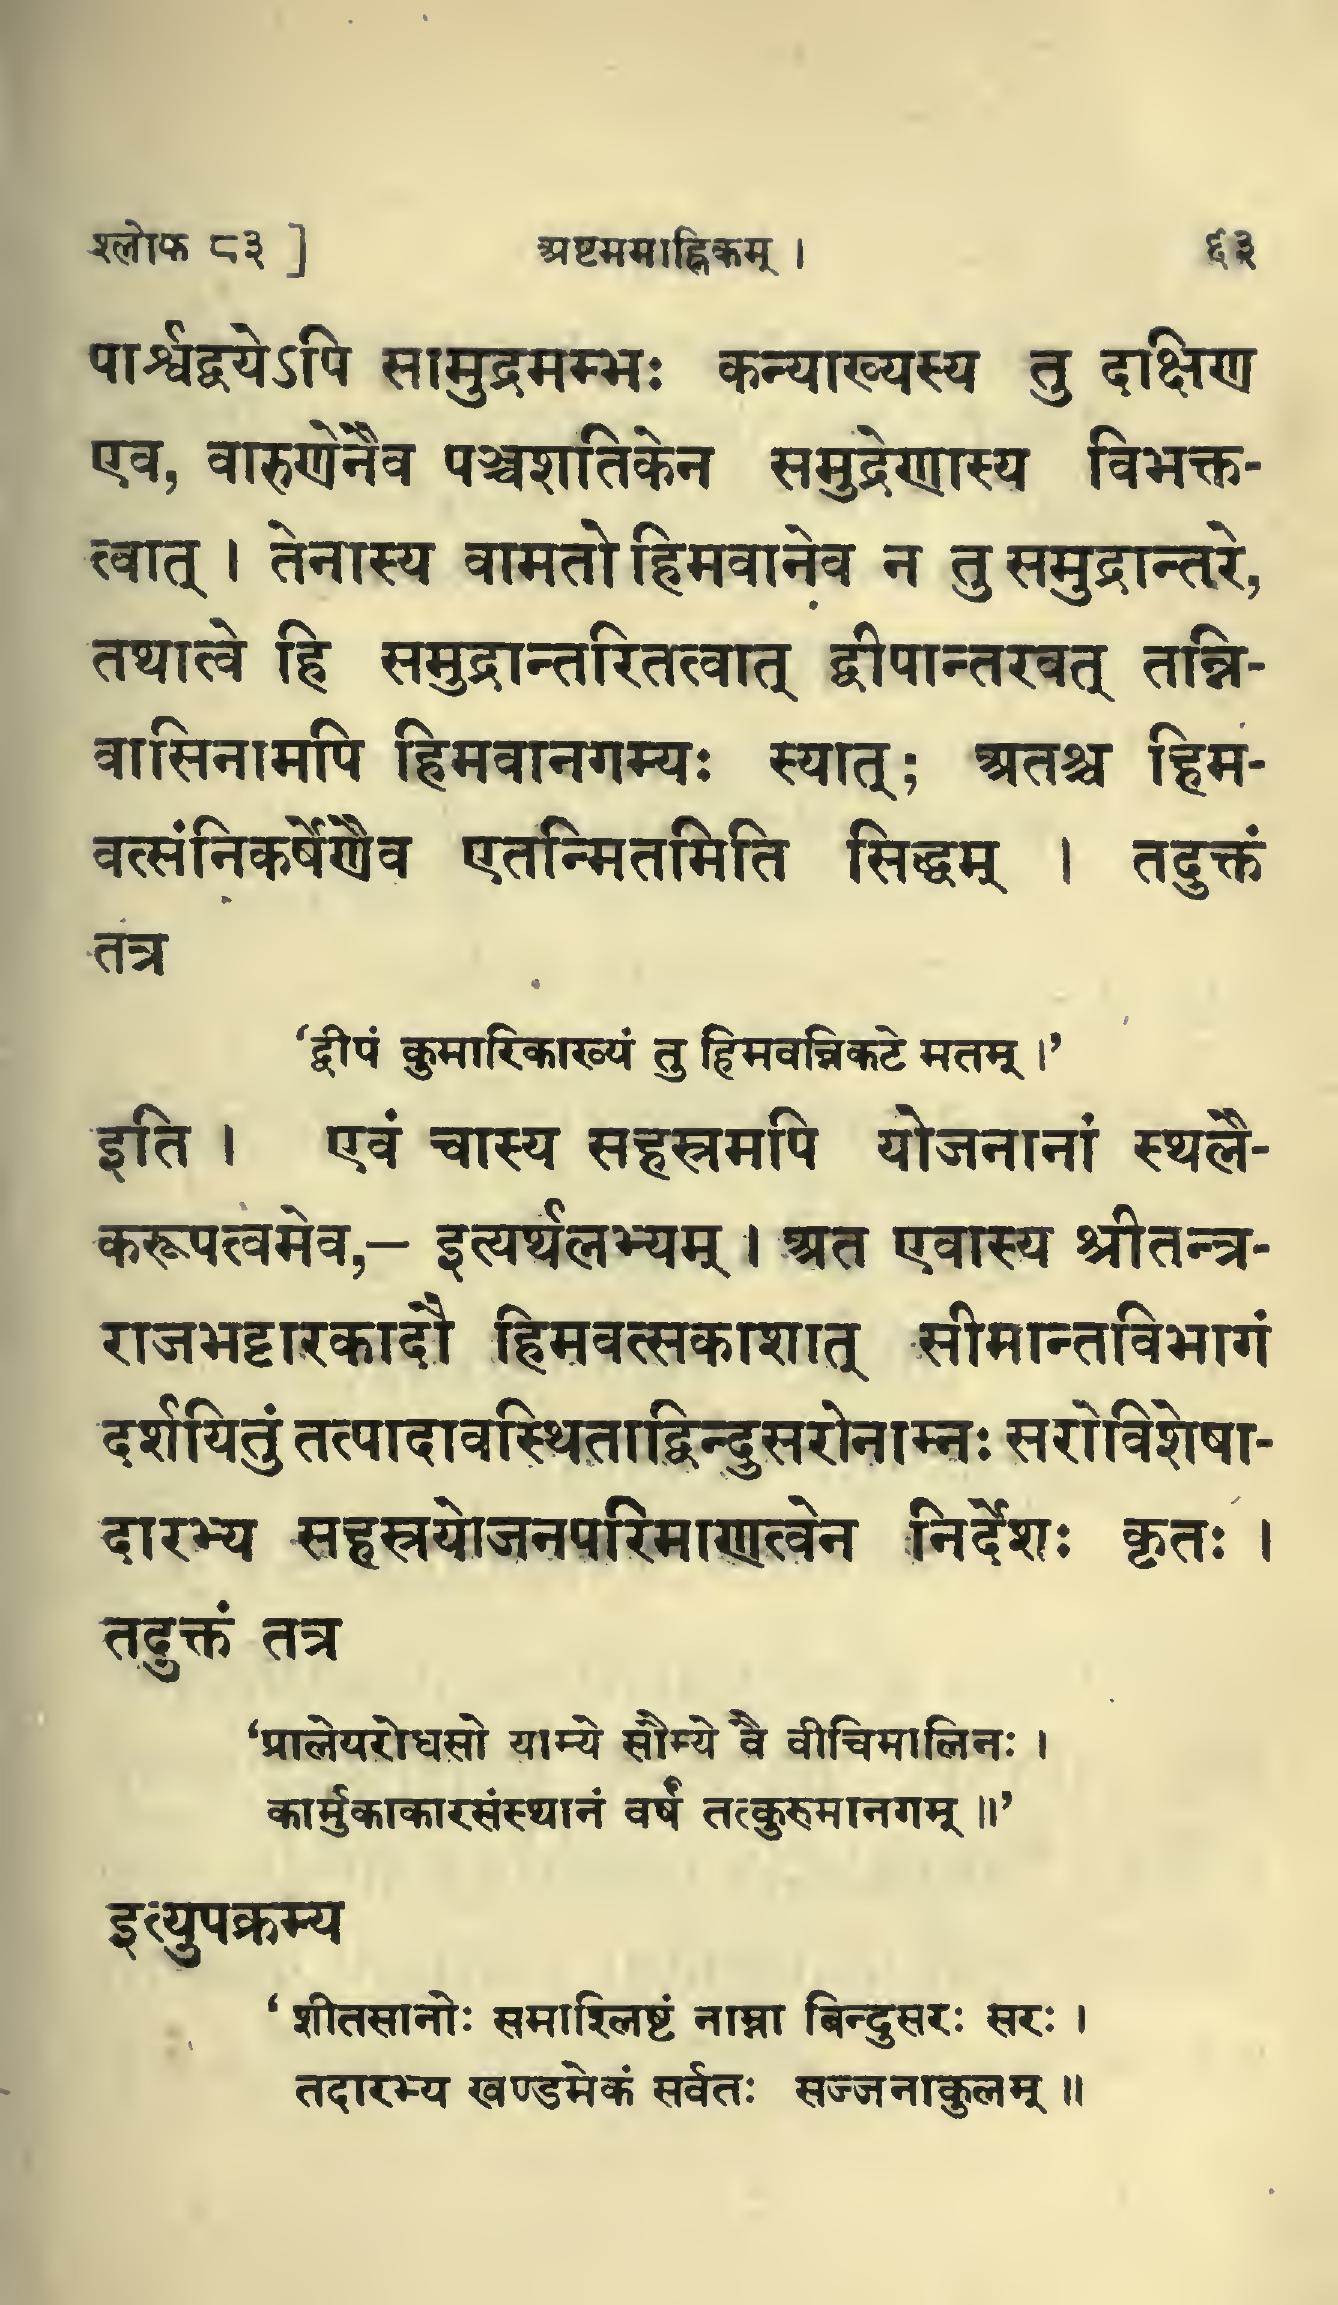 श्लोक ८३ ] अष्टममाह्निकम् । ६३
पार्श्वद्वयेऽपि सामुद्रमम्भः कन्याख्यस्य तु दक्षिण
एव, वारुणेनैव पञ्चशतिकेन समुद्रेणास्य विभक्त-
त्वात् । तेनास्य वामतो हिमवानेव न तु समुद्रान्तरे,
तथात्वे हि समुद्रान्तरितत्वात् द्वीपान्तरवत् तन्नि-
वासिनामपि हिमवानगम्यः स्यात्; अतश्च हिम-
वत्संनिकर्षेणैव एतन्मितमिति सिद्धम् । तदुक्तं
तत्र
‘द्वीपं कुमारिकाख्यं तु हिमवन्निकटे मतम् ।’
इति । एवं चास्य सहस्रमपि योजनानां स्थलै-
करूपत्वमेव,— इत्यर्थलभ्यम् । अत एवास्य श्रीतन्त्र-
राजभट्टारकादौ हिमवत्सकाशात् सीमान्तविभागं
दर्शयितुं तत्पादावस्थिताद्बिन्दुसरोनाम्नः सरोविशेषा-
दारभ्य सहस्रयोजनपरिमाणत्वेन निर्देशः कृतः ।
तदुक्तं तत्र
‘प्रालेयरोधसो याम्ये सौम्ये वै वीचिमालिनः ।
कार्मुकाकारसंस्थानं वर्षं तत्कुरुमानगम् ॥’
इत्युपक्रम्य
‘ शीतसानोः समाश्लिष्टं नाम्ना बिन्दुसरः सरः ।
तदारभ्य खण्डमेकं सर्वतः सज्जनाकुलम् ॥